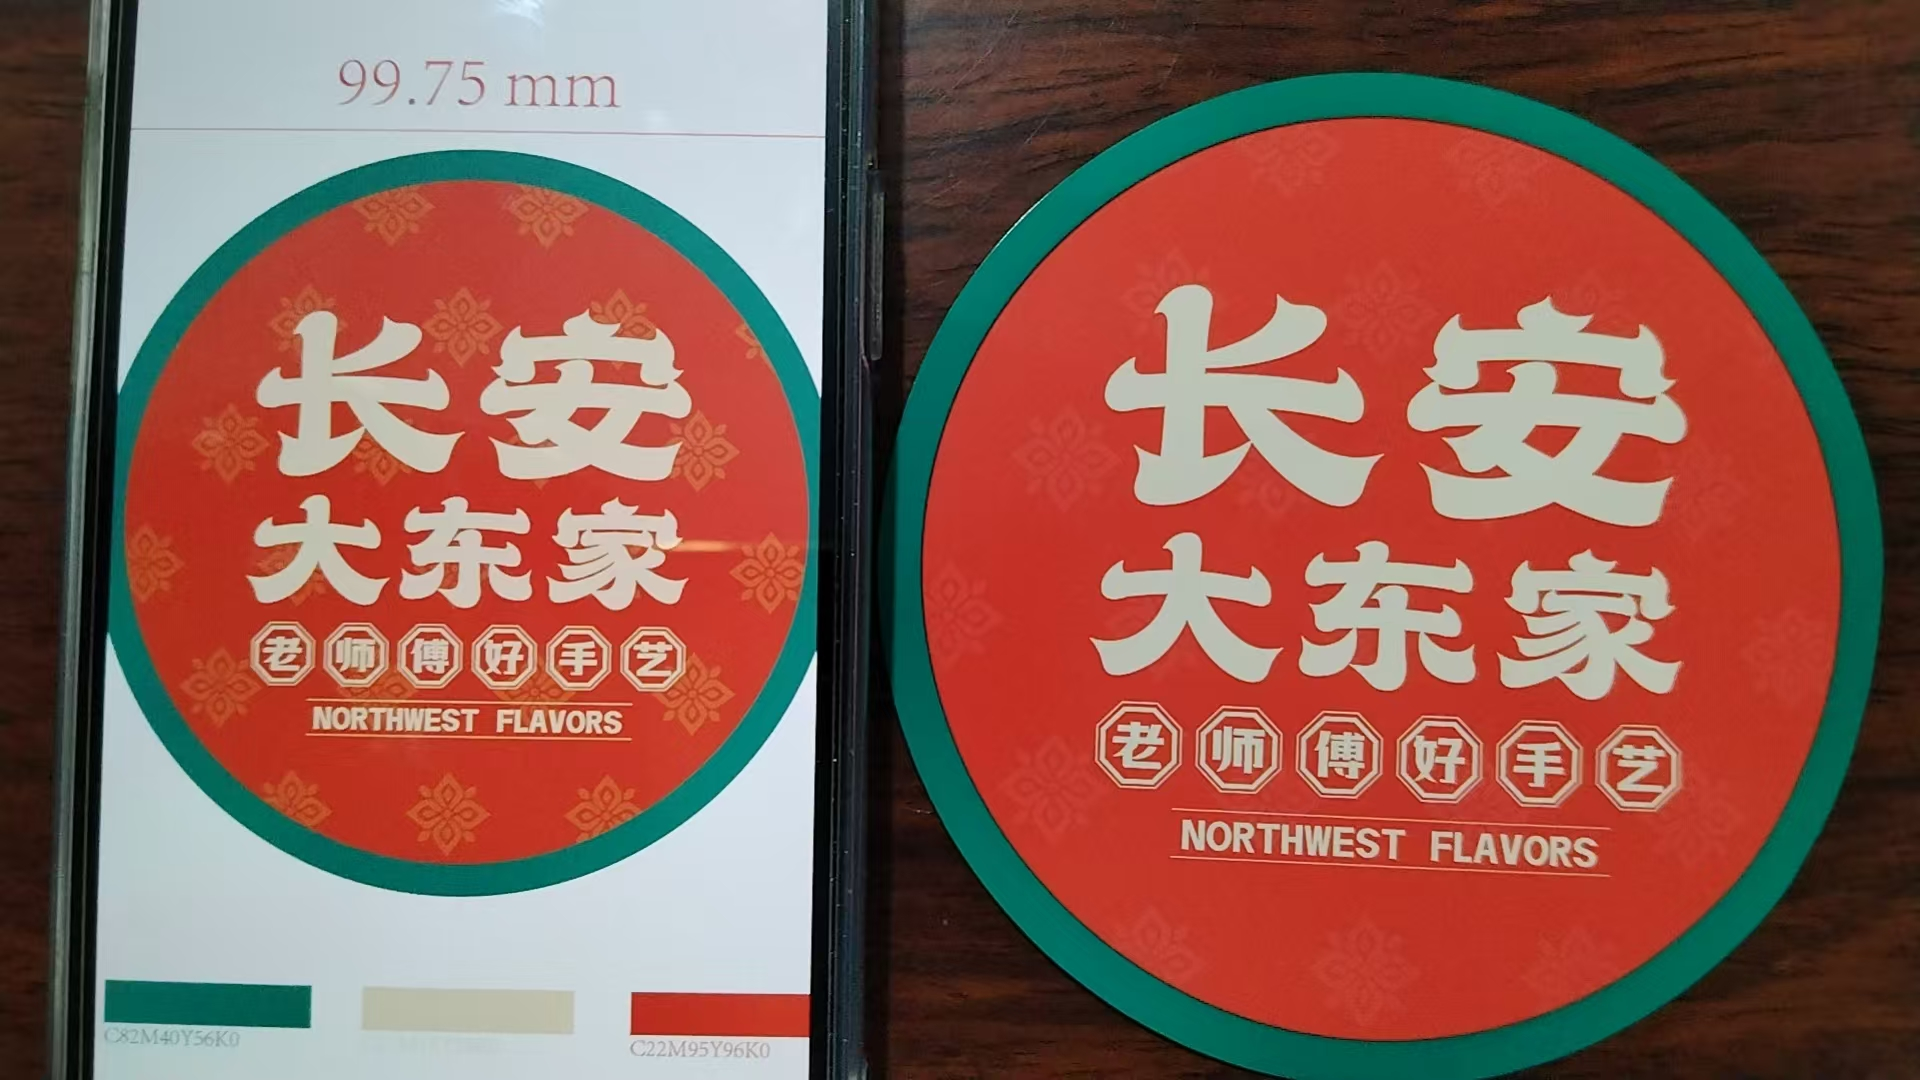 99.75 mm
长安
大东家
老师傅好手艺
NORTHWEST FLAVORS
C82M40Y56K0
C22M95Y96K0
长安
大东家
老师傅好手艺
NORTHWEST FLAVORS